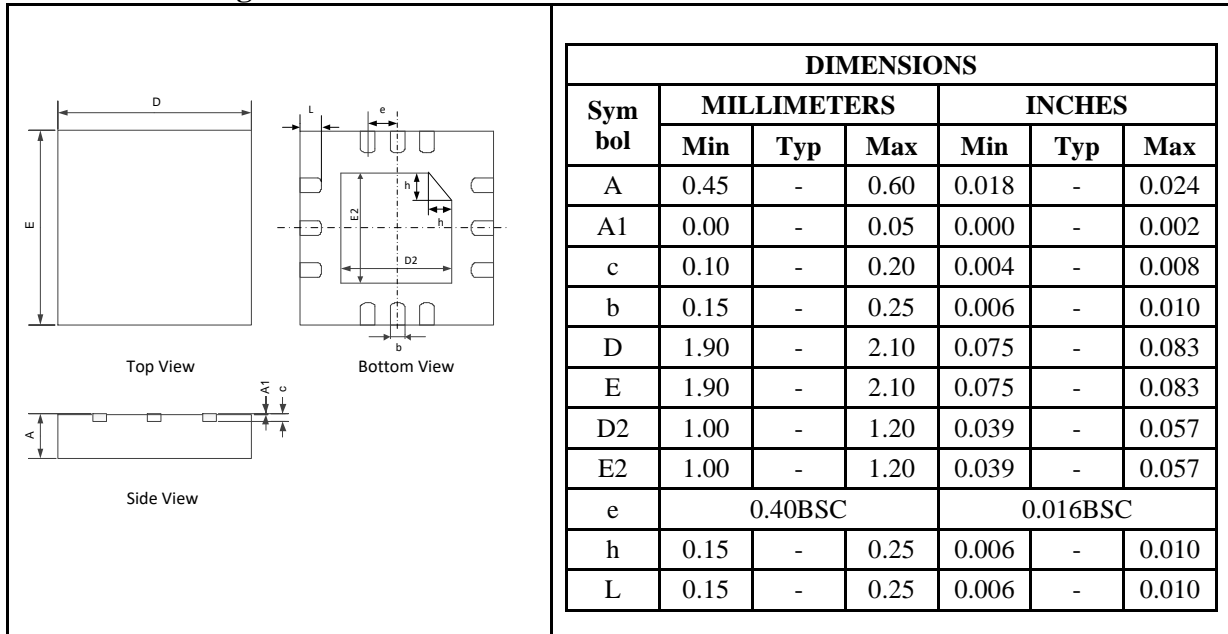 D
E
Top View
L
e
h
h
E2
D2
b
Bottom View
A
A1
c
Side View
DIMENSIONS
Sym bol MILLIMETERS INCHES
Min Typ Max Min Typ Max
A 0.45 - 0.60 0.018 - 0.024
A1 0.00 - 0.05 0.000 - 0.002
c 0.10 - 0.20 0.004 - 0.008
b 0.15 - 0.25 0.006 - 0.010
D 1.90 - 2.10 0.075 - 0.083
E 1.90 - 2.10 0.075 - 0.083
D2 1.00 - 1.20 0.039 - 0.057
E2 1.00 - 1.20 0.039 - 0.057
e 0.40BSC 0.016BSC
h 0.15 - 0.25 0.006 - 0.010
L 0.15 - 0.25 0.006 - 0.010